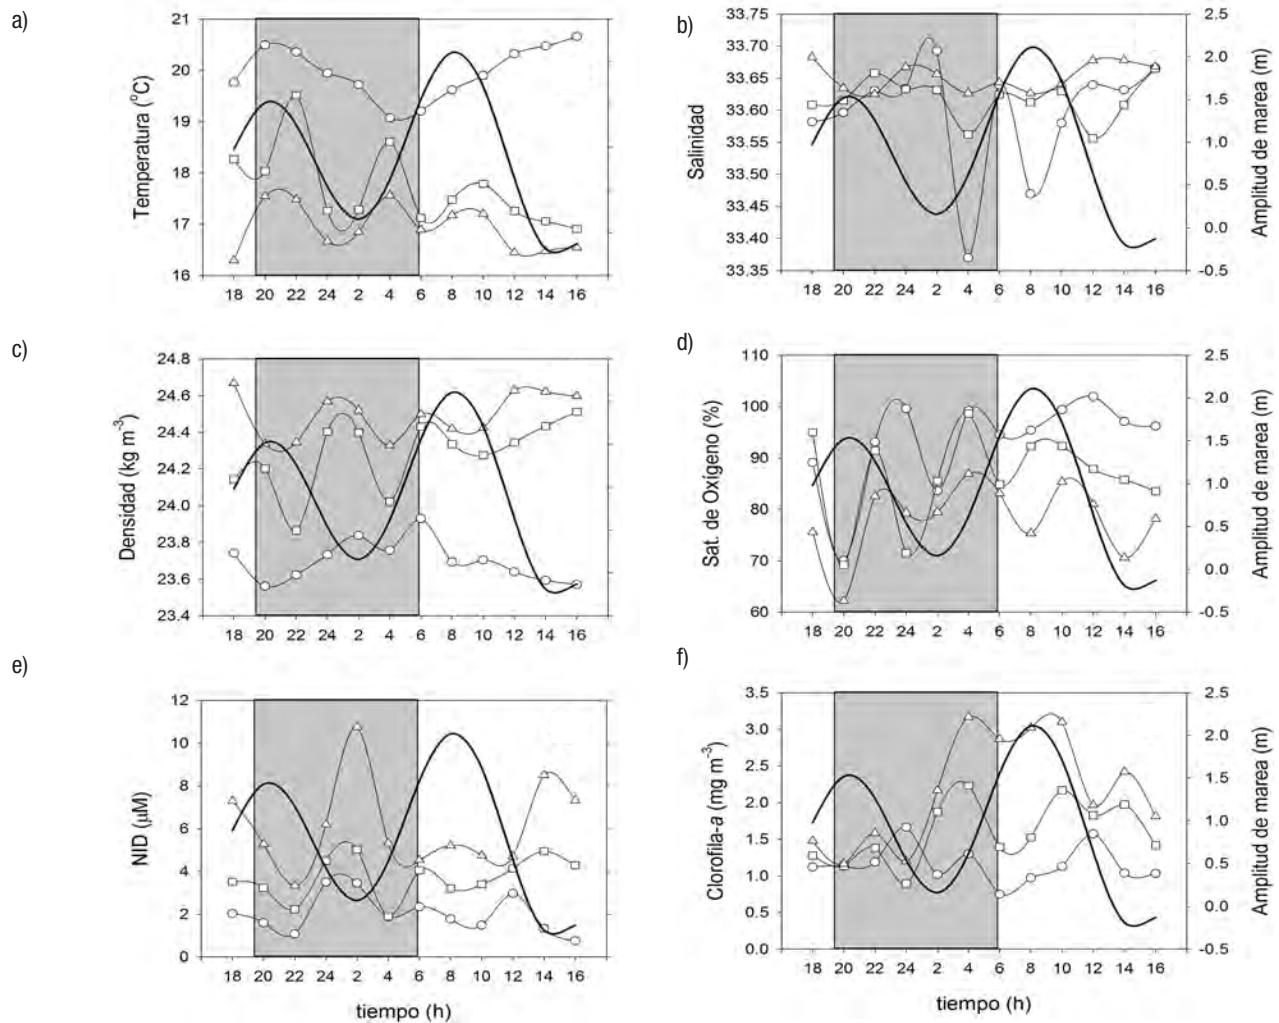 a)
21
20
19
18
17
16
Temperatura (°C)
18 20 22 24 2 4 6 8 10 12 14 16
b)
33.75
33.70
33.65
33.60
33.55
33.50
33.45
33.40
33.35
Salinidad
2.5
2.0
1.5
1.0
0.5
0.0
-0.5
Amplitud de marea (m)
18 20 22 24 2 4 6 8 10 12 14 16
c)
24.8
24.6
24.4
24.2
24.0
23.8
23.6
23.4
Densidad (kg m⁻³)
18 20 22 24 2 4 6 8 10 12 14 16
d)
110
100
90
80
70
60
Sat. de Oxígeno (%)
2.5
2.0
1.5
1.0
0.5
0.0
-0.5
Amplitud de marea (m)
18 20 22 24 2 4 6 8 10 12 14 16
e)
12
10
8
6
4
2
0
NID (µM)
18 20 22 24 2 4 6 8 10 12 14 16
tiempo (h)
f)
3.5
3.0
2.5
2.0
1.5
1.0
0.5
0.0
Clorofila-a (mg m⁻³)
2.5
2.0
1.5
1.0
0.5
0.0
-0.5
Amplitud de marea (m)
18 20 22 24 2 4 6 8 10 12 14 16
tiempo (h)